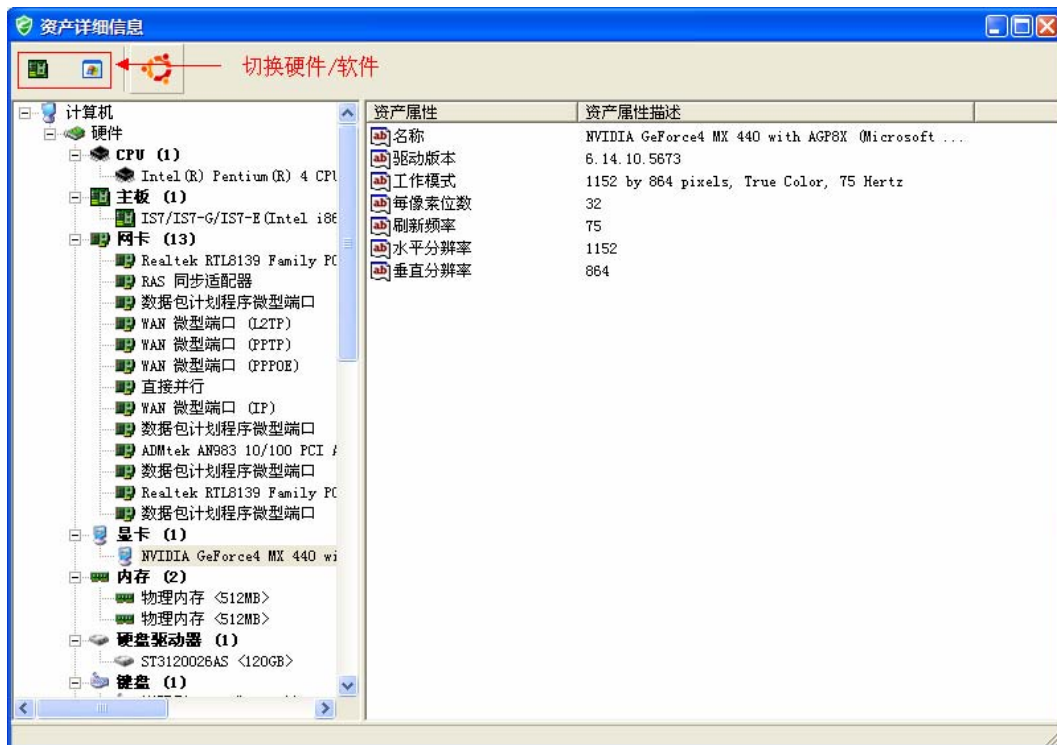 资产详细信息
切换硬件/软件
计算机
硬件
CPU (1)
Intel(R) Pentium(R) 4 CPU
主板 (1)
IS7/IS7-G/IS7-E(Intel i86
网卡 (13)
Realtek RTL8139 Family PC
RAS 同步适配器
数据包计划程序微型端口
WAN 微型端口 (L2TP)
WAN 微型端口 (PPTP)
WAN 微型端口 (PPPOE)
直接并行
WAN 微型端口 (IP)
数据包计划程序微型端口
ADMtek AN983 10/100 PCI
数据包计划程序微型端口
Realtek RTL8139 Family PC
数据包计划程序微型端口
显卡 (1)
NVIDIA GeForce4 MX 440 wi
内存 (2)
物理内存 <512MB>
物理内存 <512MB>
硬盘驱动器 (1)
ST3120026AS <120GB>
键盘 (1)
资产属性 资产属性描述
名称 NVIDIA GeForce4 MX 440 with AGP8X (Microsoft ...
驱动版本 6.14.10.5673
工作模式 1152 by 864 pixels, True Color, 75 Hertz
每像素位数 32
刷新频率 75
水平分辨率 1152
垂直分辨率 864